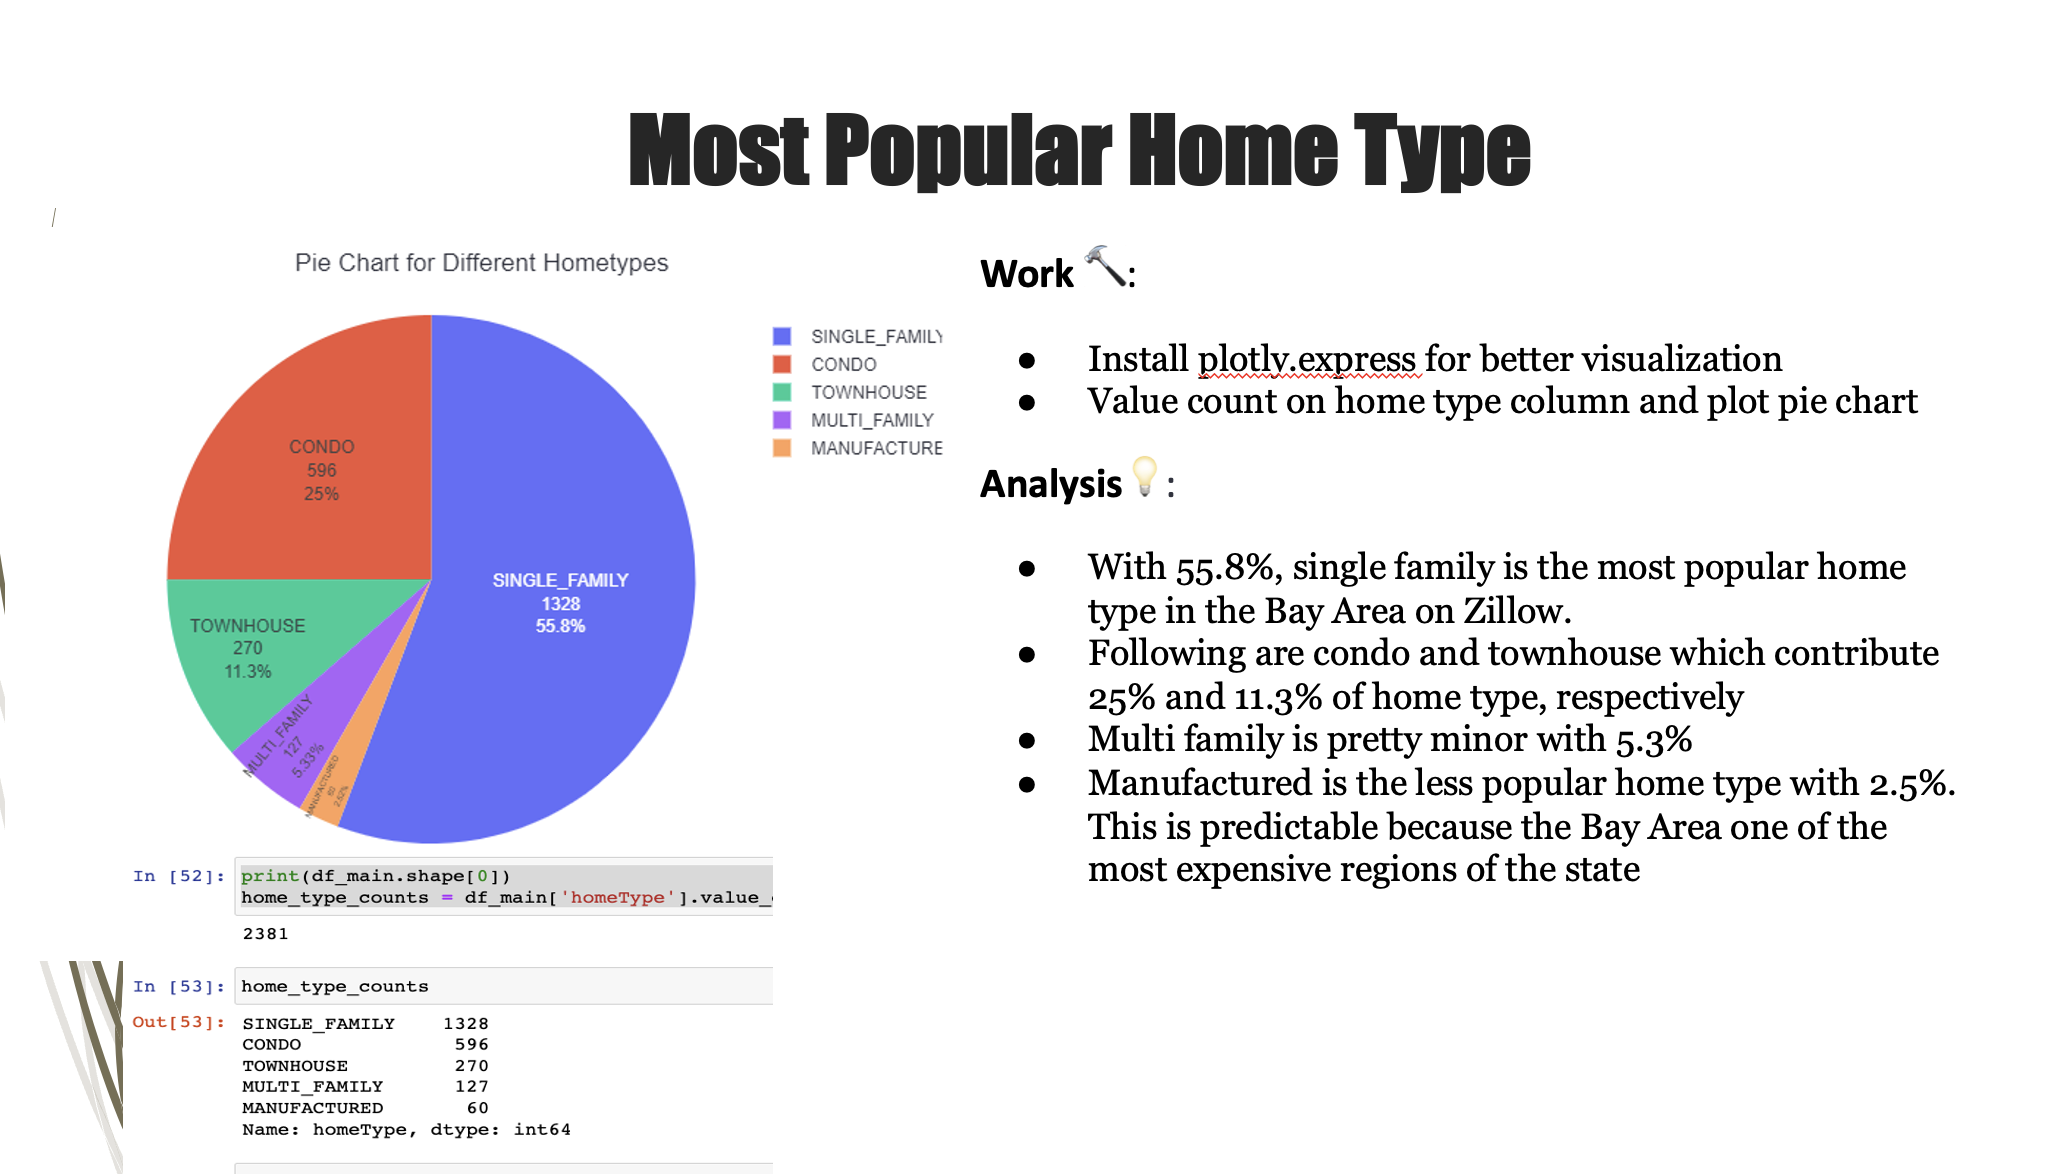 Most Popular Home Type
Pie Chart for Different Hometypes
SINGLE_FAMILY
CONDO
TOWNHOUSE
MULTI_FAMILY
MANUFACTURE
CONDO
596
25%
SINGLE_FAMILY
1328
55.8%
TOWNHOUSE
270
11.3%
MULTI_FAMILY
127
5.33%
MANUFACTURED
60
2.52%
In [52]:
print(df_main.shape[0])
home_type_counts = df_main['homeType'].value_
2381
In [53]:
home_type_counts
Out[53]:
SINGLE_FAMILY 1328
CONDO 596
TOWNHOUSE 270
MULTI_FAMILY 127
MANUFACTURED 60
Name: homeType, dtype: int64
Work 🔨:
● Install plotly.express for better visualization
● Value count on home type column and plot pie chart
Analysis 💡:
● With 55.8%, single family is the most popular home
type in the Bay Area on Zillow.
● Following are condo and townhouse which contribute
25% and 11.3% of home type, respectively
● Multi family is pretty minor with 5.3%
● Manufactured is the less popular home type with 2.5%.
This is predictable because the Bay Area one of the
most expensive regions of the state